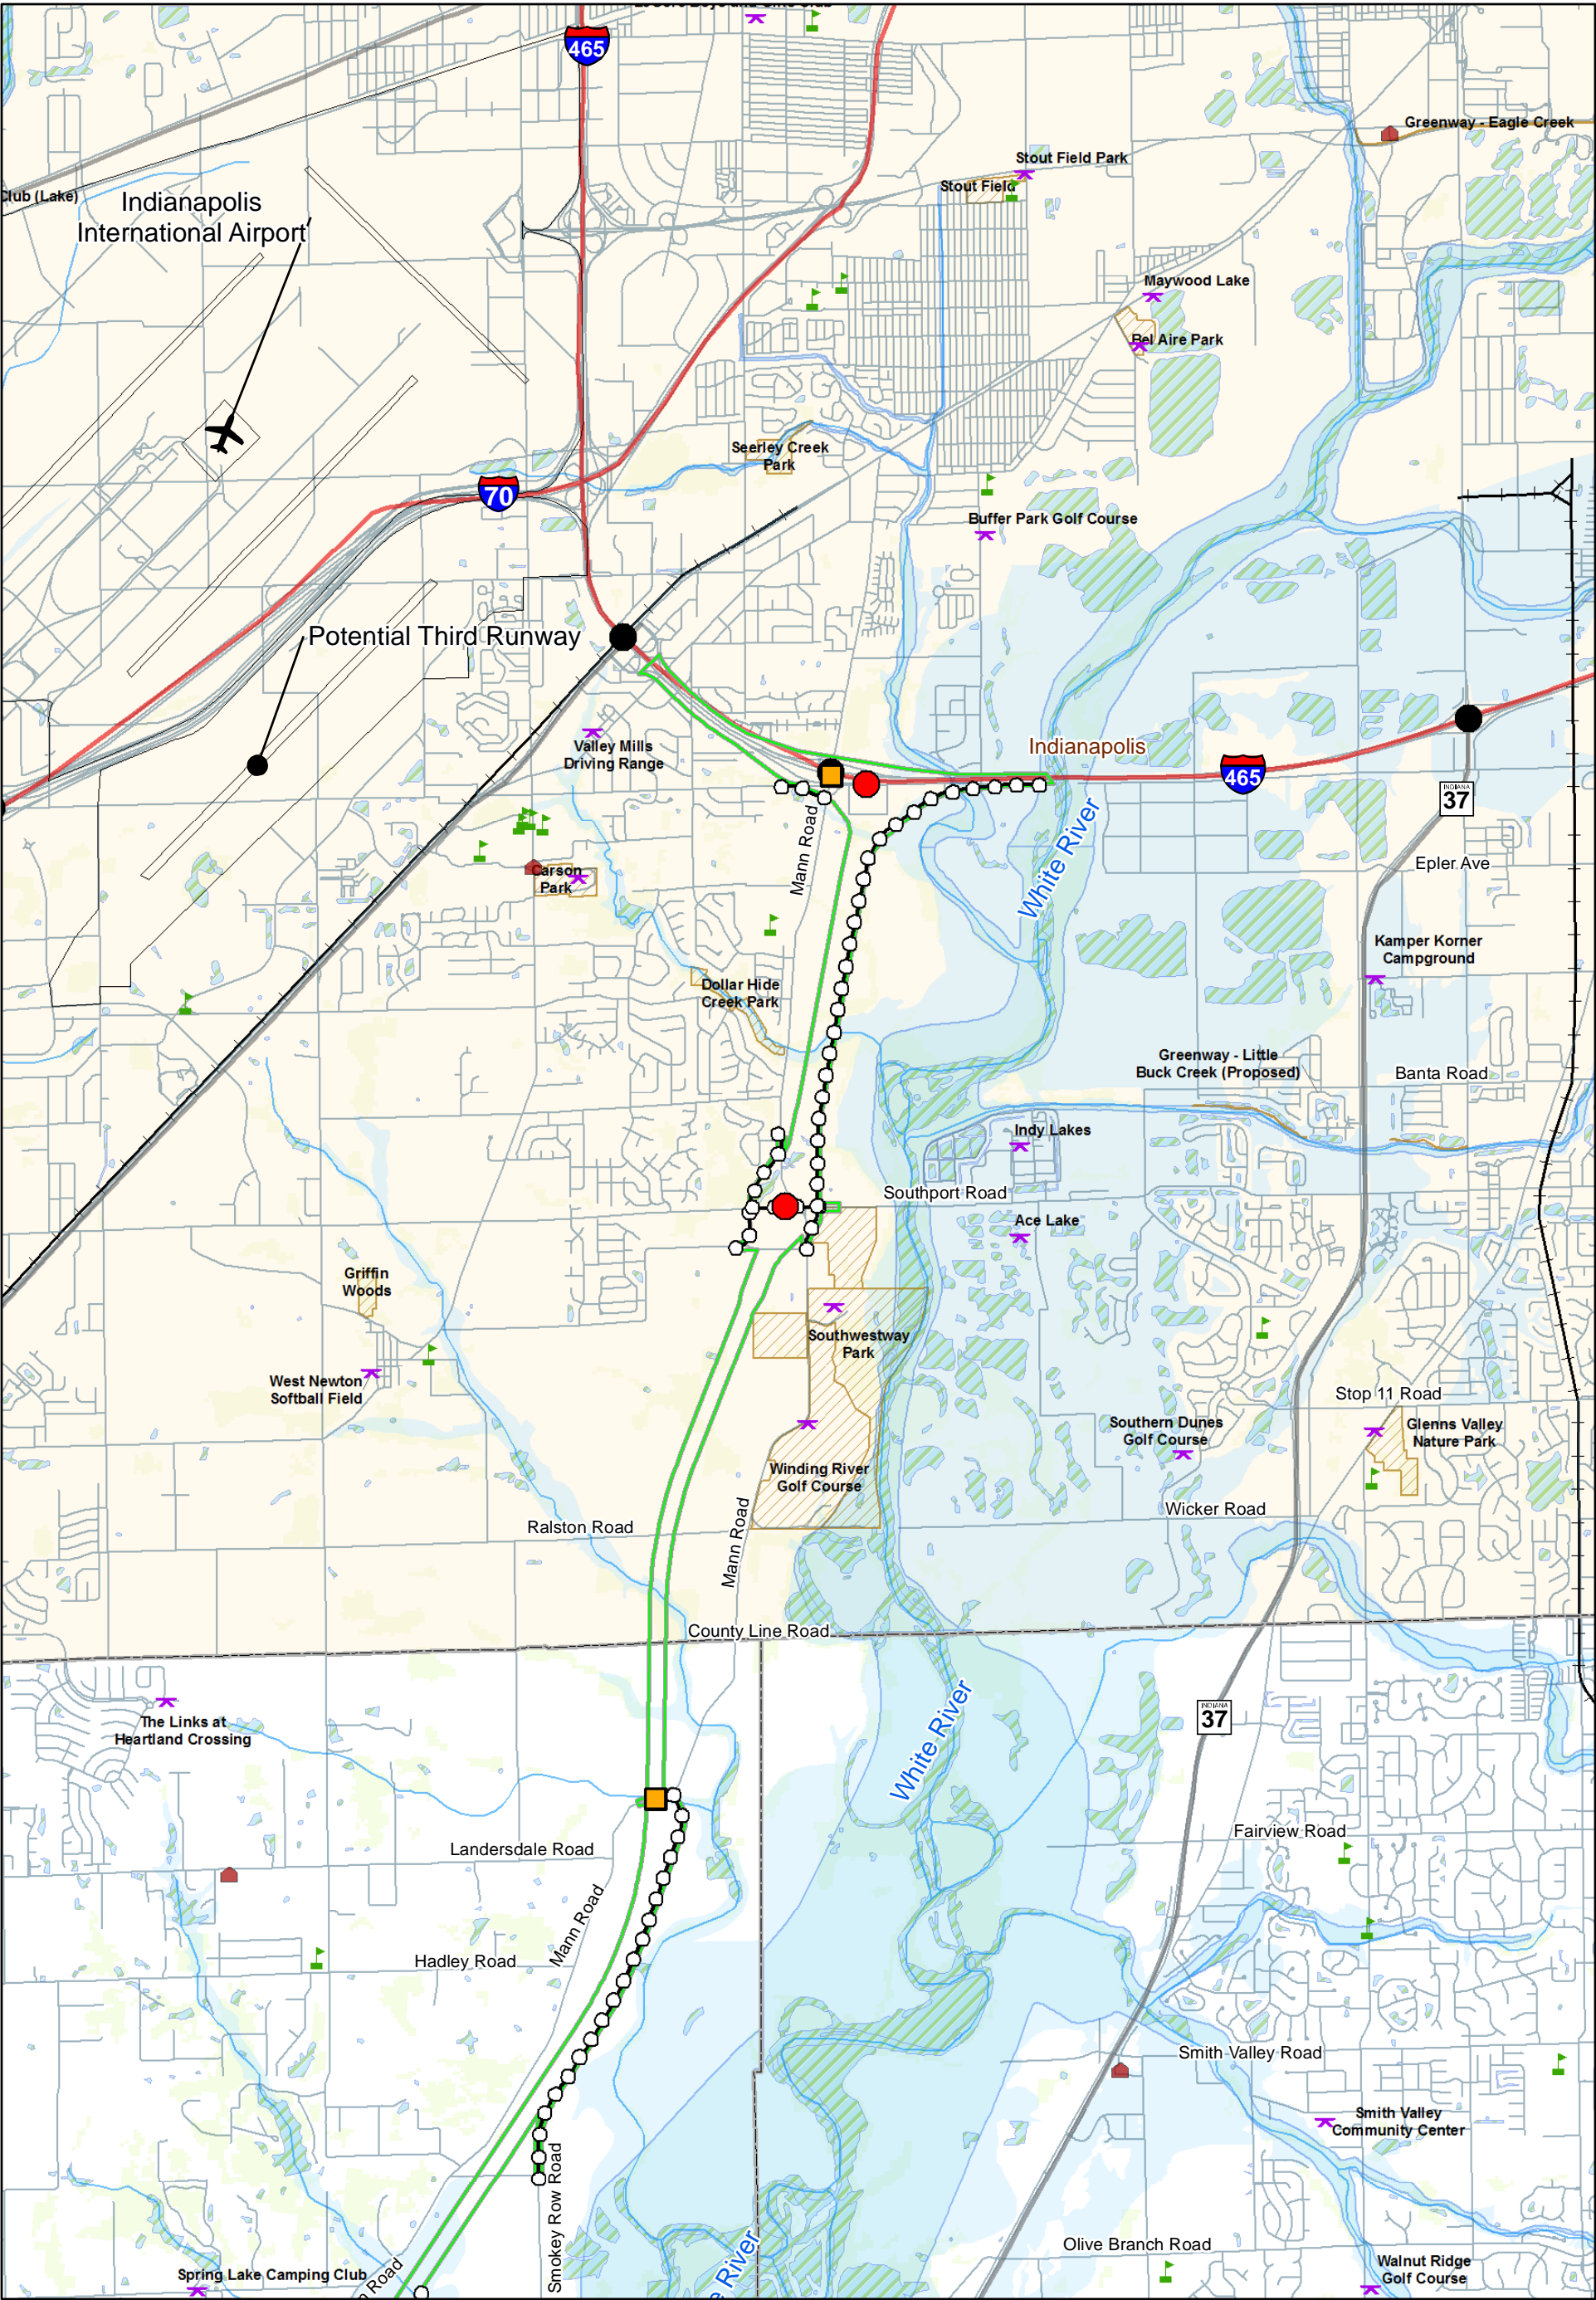 465
Greenway - Eagle Creek
Stout Field Park
Stout Field
Club (Lake)
Indianapolis
International Airport
Maywood Lake
Bel Aire Park
Seerley Creek
Park
70
Buffer Park Golf Course
Potential Third Runway
Valley Mills
Driving Range
Indianapolis
465
INDIANA
37
Mann Road
White River
Epler Ave
Carson
Park
Kamper Korner
Campground
Dollar Hide
Creek Park
Greenway - Little
Buck Creek (Proposed)
Banta Road
Indy Lakes
Southport Road
Ace Lake
Griffin
Woods
Southwestway
Park
West Newton
Softball Field
Stop 11 Road
Southern Dunes
Golf Course
Glenns Valley
Nature Park
Winding River
Golf Course
Wicker Road
Ralston Road
Mann Road
County Line Road
The Links at
Heartland Crossing
White River
INDIANA
37
Fairview Road
Landersdale Road
Mann Road
Hadley Road
Smith Valley Road
Smith Valley
Community Center
Smokey Row Road
Olive Branch Road
Walnut Ridge
Golf Course
Spring Lake Camping Club
Road
River